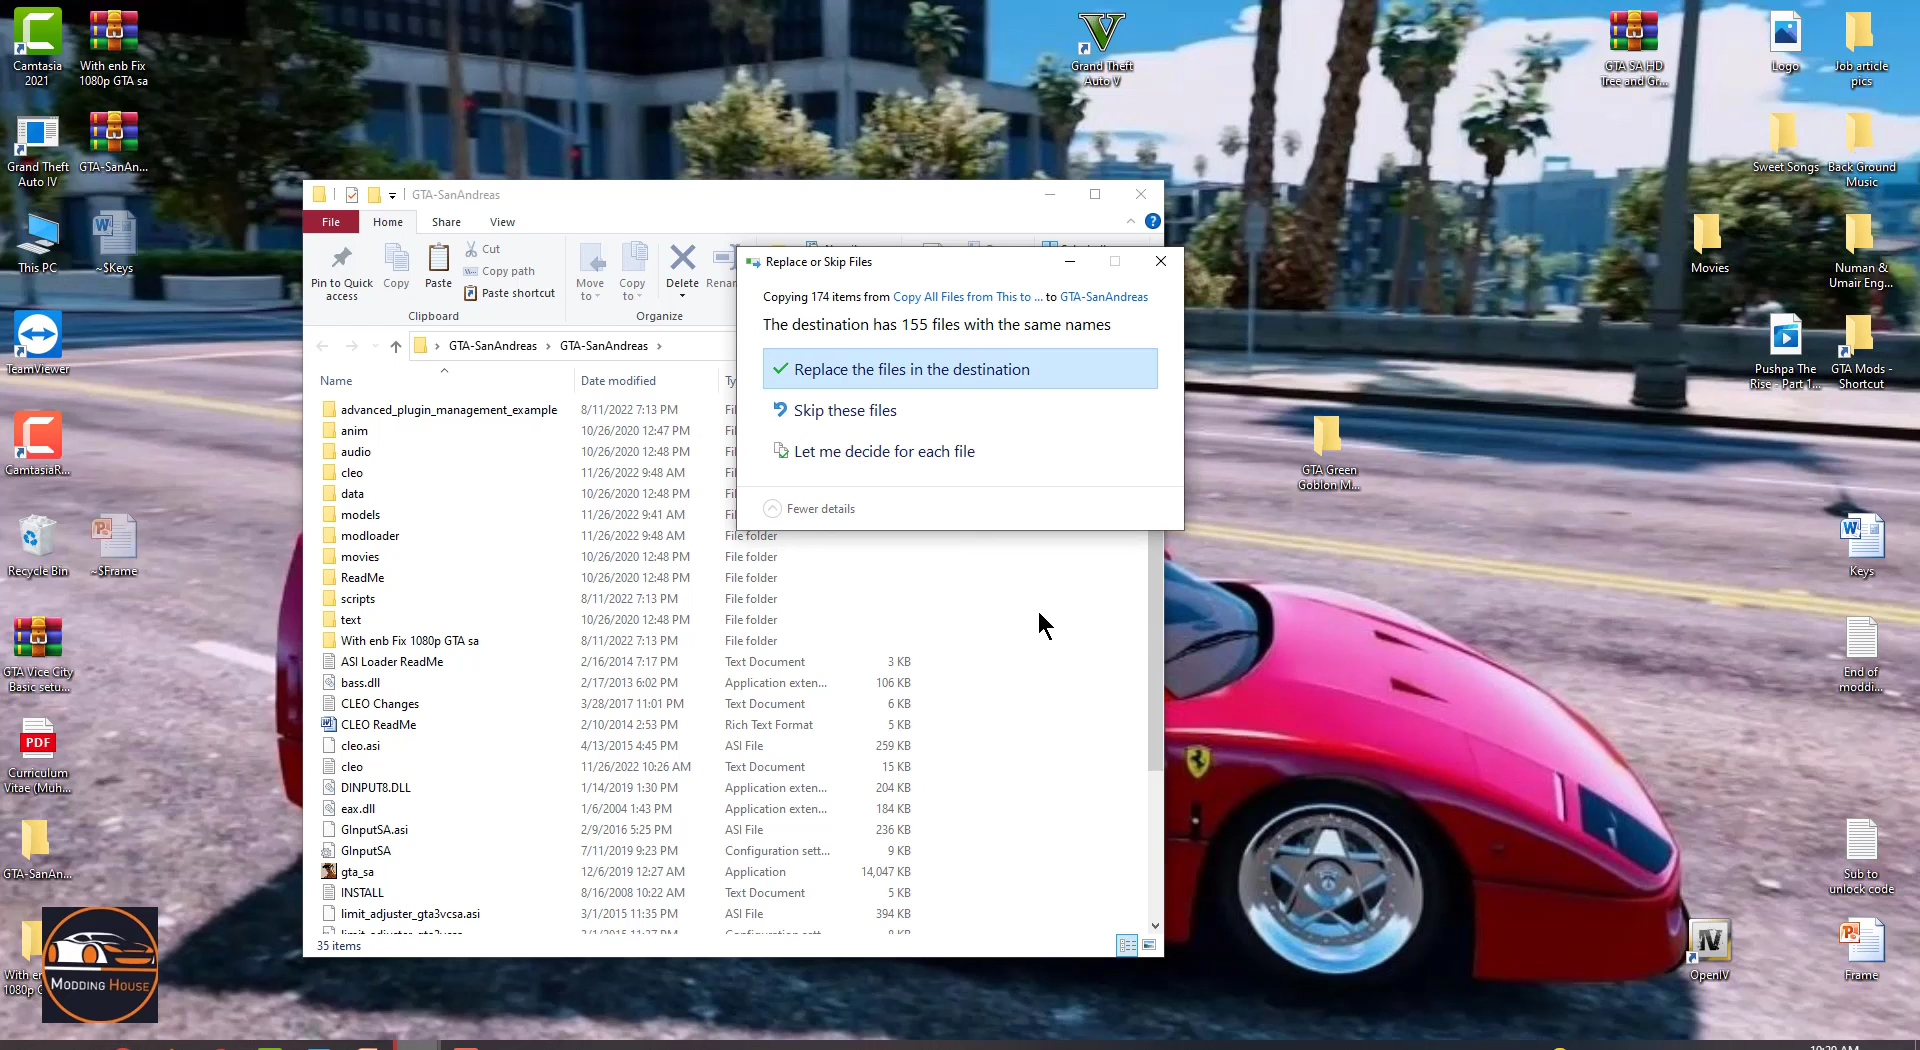 Camtasia
2021
With enb Fix
1080p GTA sa
Grand Theft
Auto V
GTA SA HD
Tree and Gr...
Logo
Job article
pics
Grand Theft
Auto IV
GTA-SanAn...
Sweet Songs
Back Ground
Music
This PC
~$Keys
Movies
Numan &
Umair Eng...
TeamViewer
Pushpa The
Rise - Part 1...
GTA Mods -
Shortcut
CamtasiaR...
GTA Green
Goblon M...
Recycle Bin
~$Frame
Keys
GTA Vice City
Basic setu...
End of
moddi...
PDF
Curriculum
Vitae (Muh...
GTA-SanAn...
Sub to
unlock code
With en
1080p G
MODDING HOUSE
OpenIV
Frame
GTA-SanAndreas
File
Home
Share
View
Pin to Quick
access
Copy
Paste
Cut
Copy path
Paste shortcut
Clipboard
Move
to
Copy
to
Delete
Renam
Organize
GTA-SanAndreas > GTA-SanAndreas >
Name Date modified Ty
advanced_plugin_management_example 8/11/2022 7:13 PM Fil
anim 10/26/2020 12:47 PM Fil
audio 10/26/2020 12:48 PM Fil
cleo 11/26/2022 9:48 AM Fil
data 10/26/2020 12:48 PM Fil
models 11/26/2022 9:41 AM Fil
modloader 11/26/2022 9:48 AM File folder
movies 10/26/2020 12:48 PM File folder
ReadMe 10/26/2020 12:48 PM File folder
scripts 8/11/2022 7:13 PM File folder
text 10/26/2020 12:48 PM File folder
With enb Fix 1080p GTA sa 8/11/2022 7:13 PM File folder
ASI Loader ReadMe 2/16/2014 7:17 PM Text Document 3 KB
bass.dll 2/17/2013 6:02 PM Application exten... 106 KB
CLEO Changes 3/28/2017 11:01 PM Text Document 6 KB
CLEO ReadMe 2/10/2014 2:53 PM Rich Text Format 5 KB
cleo.asi 4/13/2015 4:45 PM ASI File 259 KB
cleo 11/26/2022 10:26 AM Text Document 15 KB
DINPUT8.DLL 1/14/2019 1:30 PM Application exten... 204 KB
eax.dll 1/6/2004 1:43 PM Application exten... 184 KB
GInputSA.asi 2/9/2016 5:25 PM ASI File 236 KB
GInputSA 7/11/2019 9:23 PM Configuration sett... 9 KB
gta_sa 12/6/2019 12:27 AM Application 14,047 KB
INSTALL 8/16/2008 10:22 AM Text Document 5 KB
limit_adjuster_gta3vcsa.asi 3/1/2015 11:35 PM ASI File 394 KB
35 items
Replace or Skip Files
Copying 174 items from Copy All Files from This to ... to GTA-SanAndreas
The destination has 155 files with the same names
Replace the files in the destination
Skip these files
Let me decide for each file
Fewer details